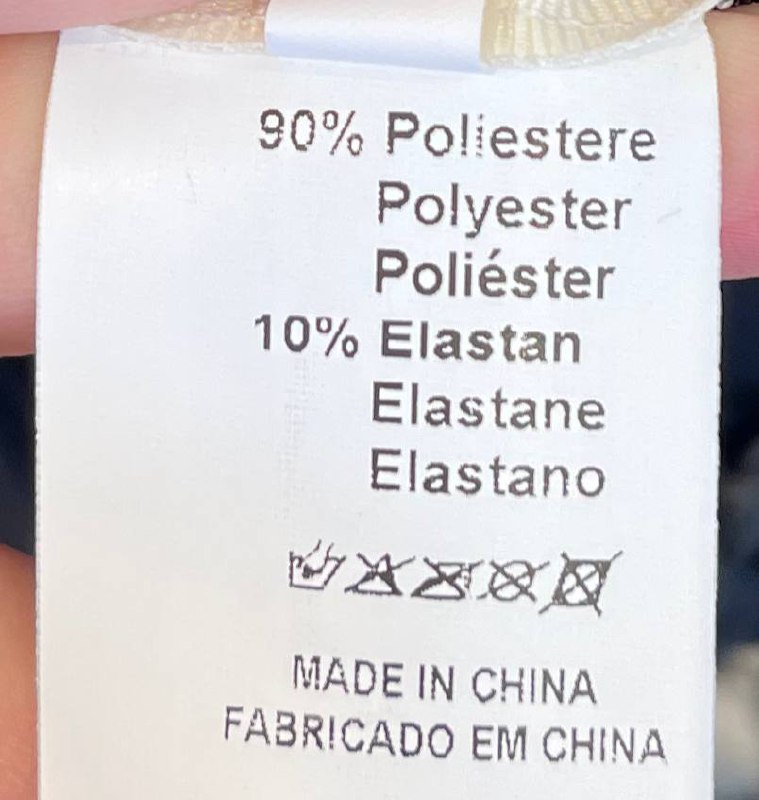 90% Poliestere
Polyester
Poliéster
10% Elastan
Elastane
Elastano
MADE IN CHINA
FABRICADO EM CHINA